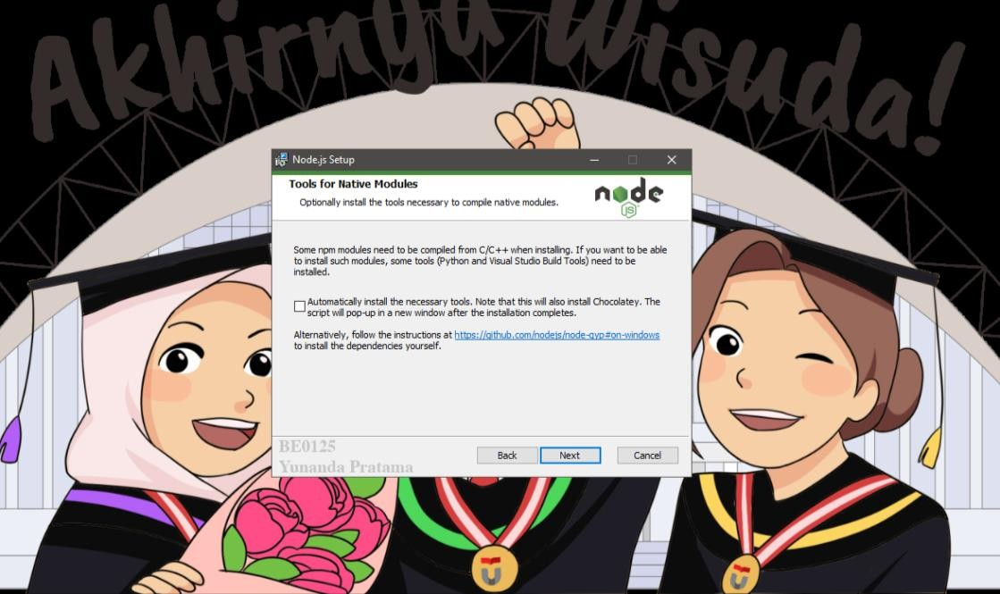 Akhirnya Wisuda!
Node.js Setup
Tools for Native Modules
Optionally install the tools necessary to compile native modules.
node
JS
Some npm modules need to be compiled from C/C++ when installing. If you want to be able
to install such modules, some tools (Python and Visual Studio Build Tools) need to be
installed.
Automatically install the necessary tools. Note that this will also install Chocolatey. The
script will pop-up in a new window after the installation completes.
Alternatively, follow the instructions at https://github.com/nodejs/node-gyp#on-windows
to install the dependencies yourself.
BE0125
Yunanda Pratama
Back
Next
Cancel